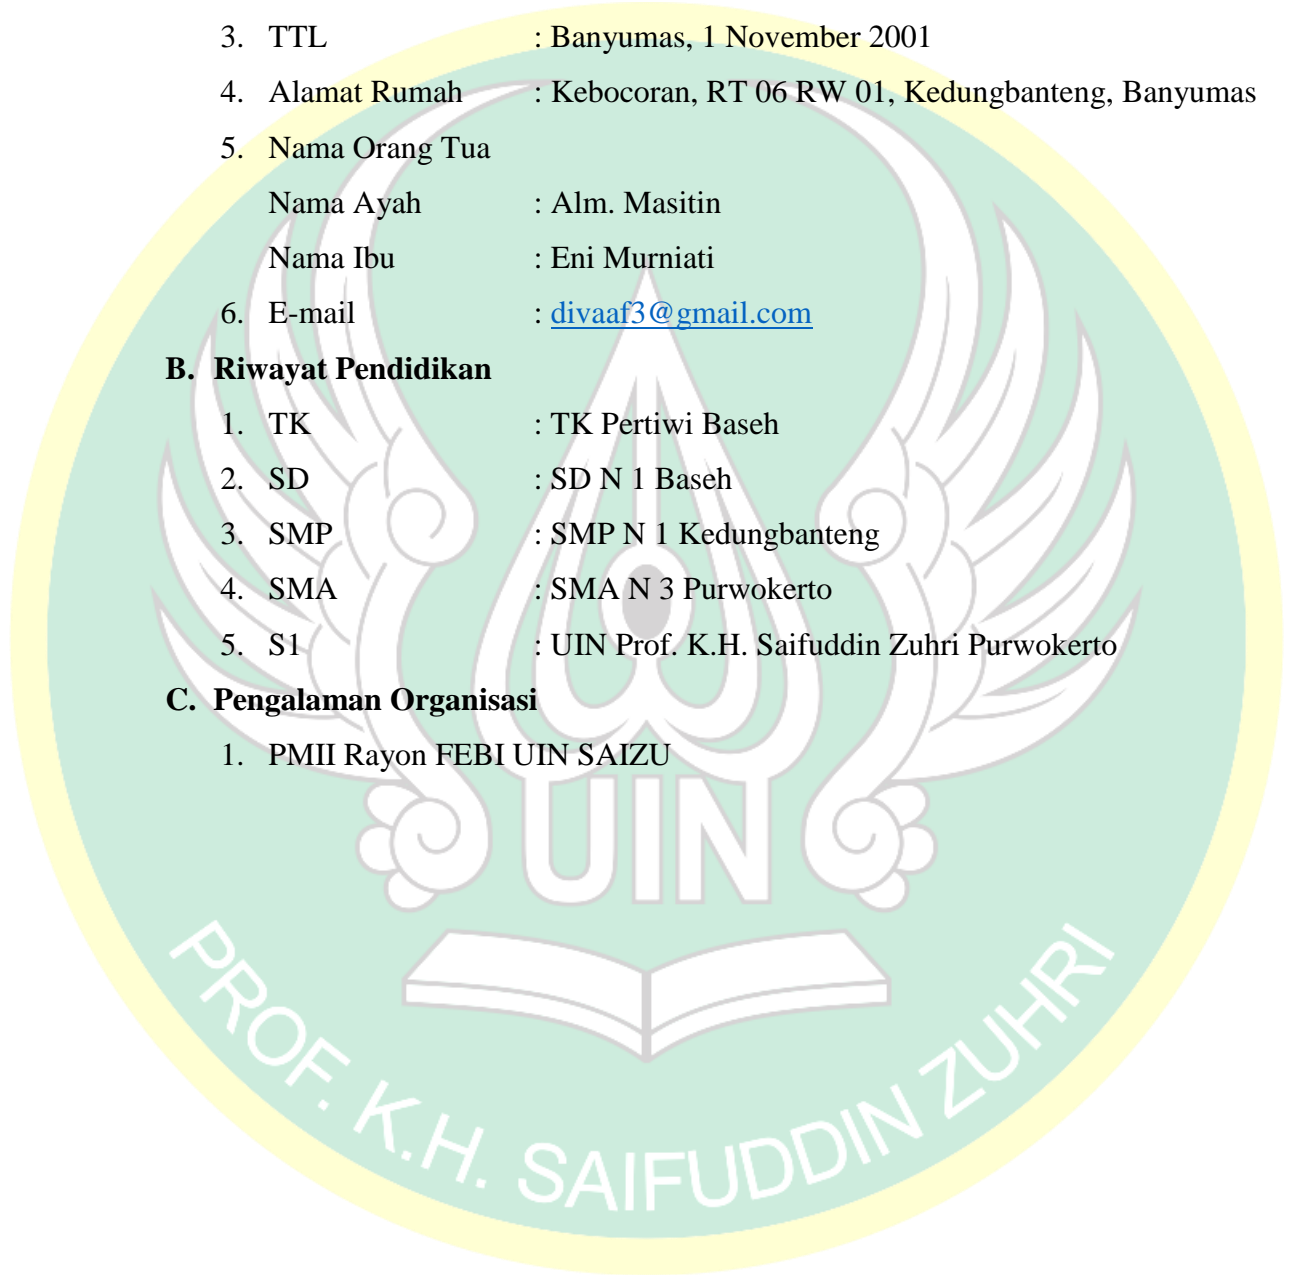 3. TTL : Banyumas, 1 November 2001
4. Alamat Rumah : Kebocoran, RT 06 RW 01, Kedungbanteng, Banyumas
5. Nama Orang Tua
Nama Ayah : Alm. Masitin
Nama Ibu : Eni Murniati
6. E-mail : divaaf3@gmail.com
B. Riwayat Pendidikan
1. TK : TK Pertiwi Baseh
2. SD : SD N 1 Baseh
3. SMP : SMP N 1 Kedungbanteng
4. SMA : SMA N 3 Purwokerto
5. S1 : UIN Prof. K.H. Saifuddin Zuhri Purwokerto
C. Pengalaman Organisasi
1. PMII Rayon FEBI UIN SAIZU
UIN
PROF. K.H. SAIFUDDIN ZUHRI